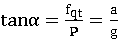 tanα = f_qt/P = a/g